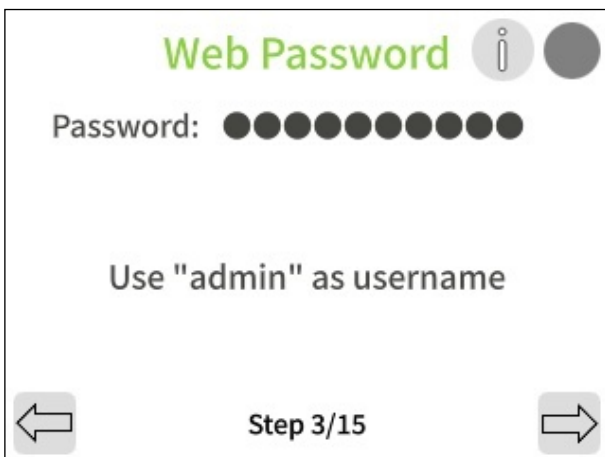 Web Password i
Password: ●●●●●●●●●●
Use "admin" as username
Step 3/15